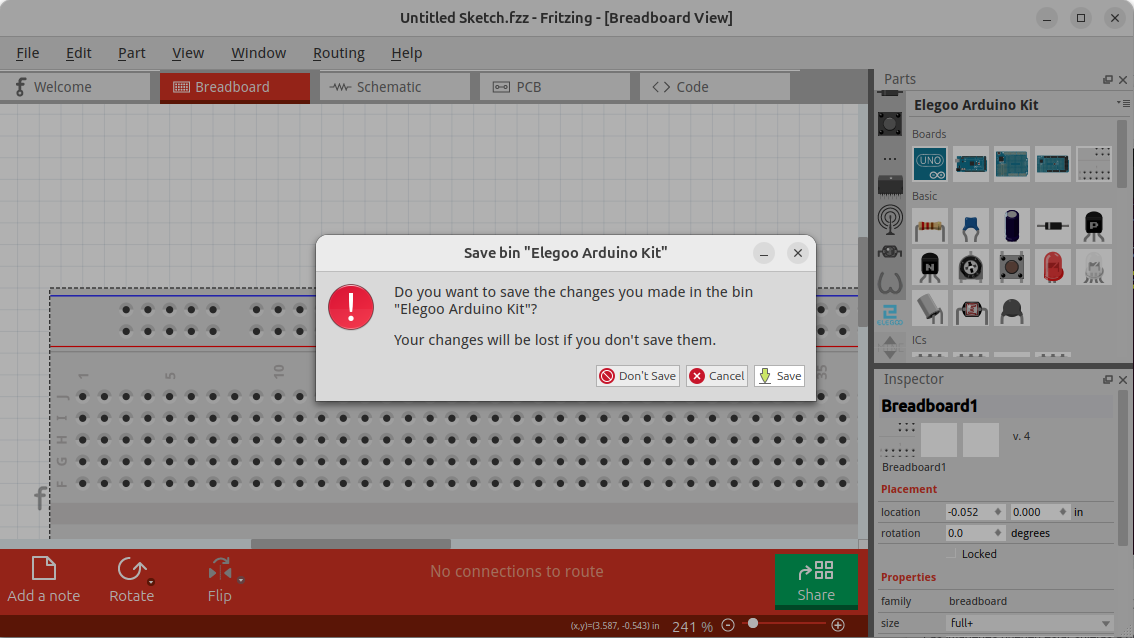 Untitled Sketch.fzz - Fritzing - [Breadboard View]
File Edit Part View Window Routing Help
Welcome Breadboard Schematic PCB Code
Parts
Elegoo Arduino Kit
Boards
UNO
Basic
P
N
ELEGOO
ICs
Save bin "Elegoo Arduino Kit"
Do you want to save the changes you made in the bin
"Elegoo Arduino Kit"?
Your changes will be lost if you don't save them.
Don't Save Cancel Save
1 5 10 35
J
I
H
G
F
Inspector
Breadboard1
v. 4
Breadboard1
Placement
location -0.052 0.000 in
rotation 0.0 degrees
Locked
Properties
family breadboard
size full+
Add a note Rotate Flip
No connections to route
Share
(x,y)=(3.587, -0.543) in 241 %